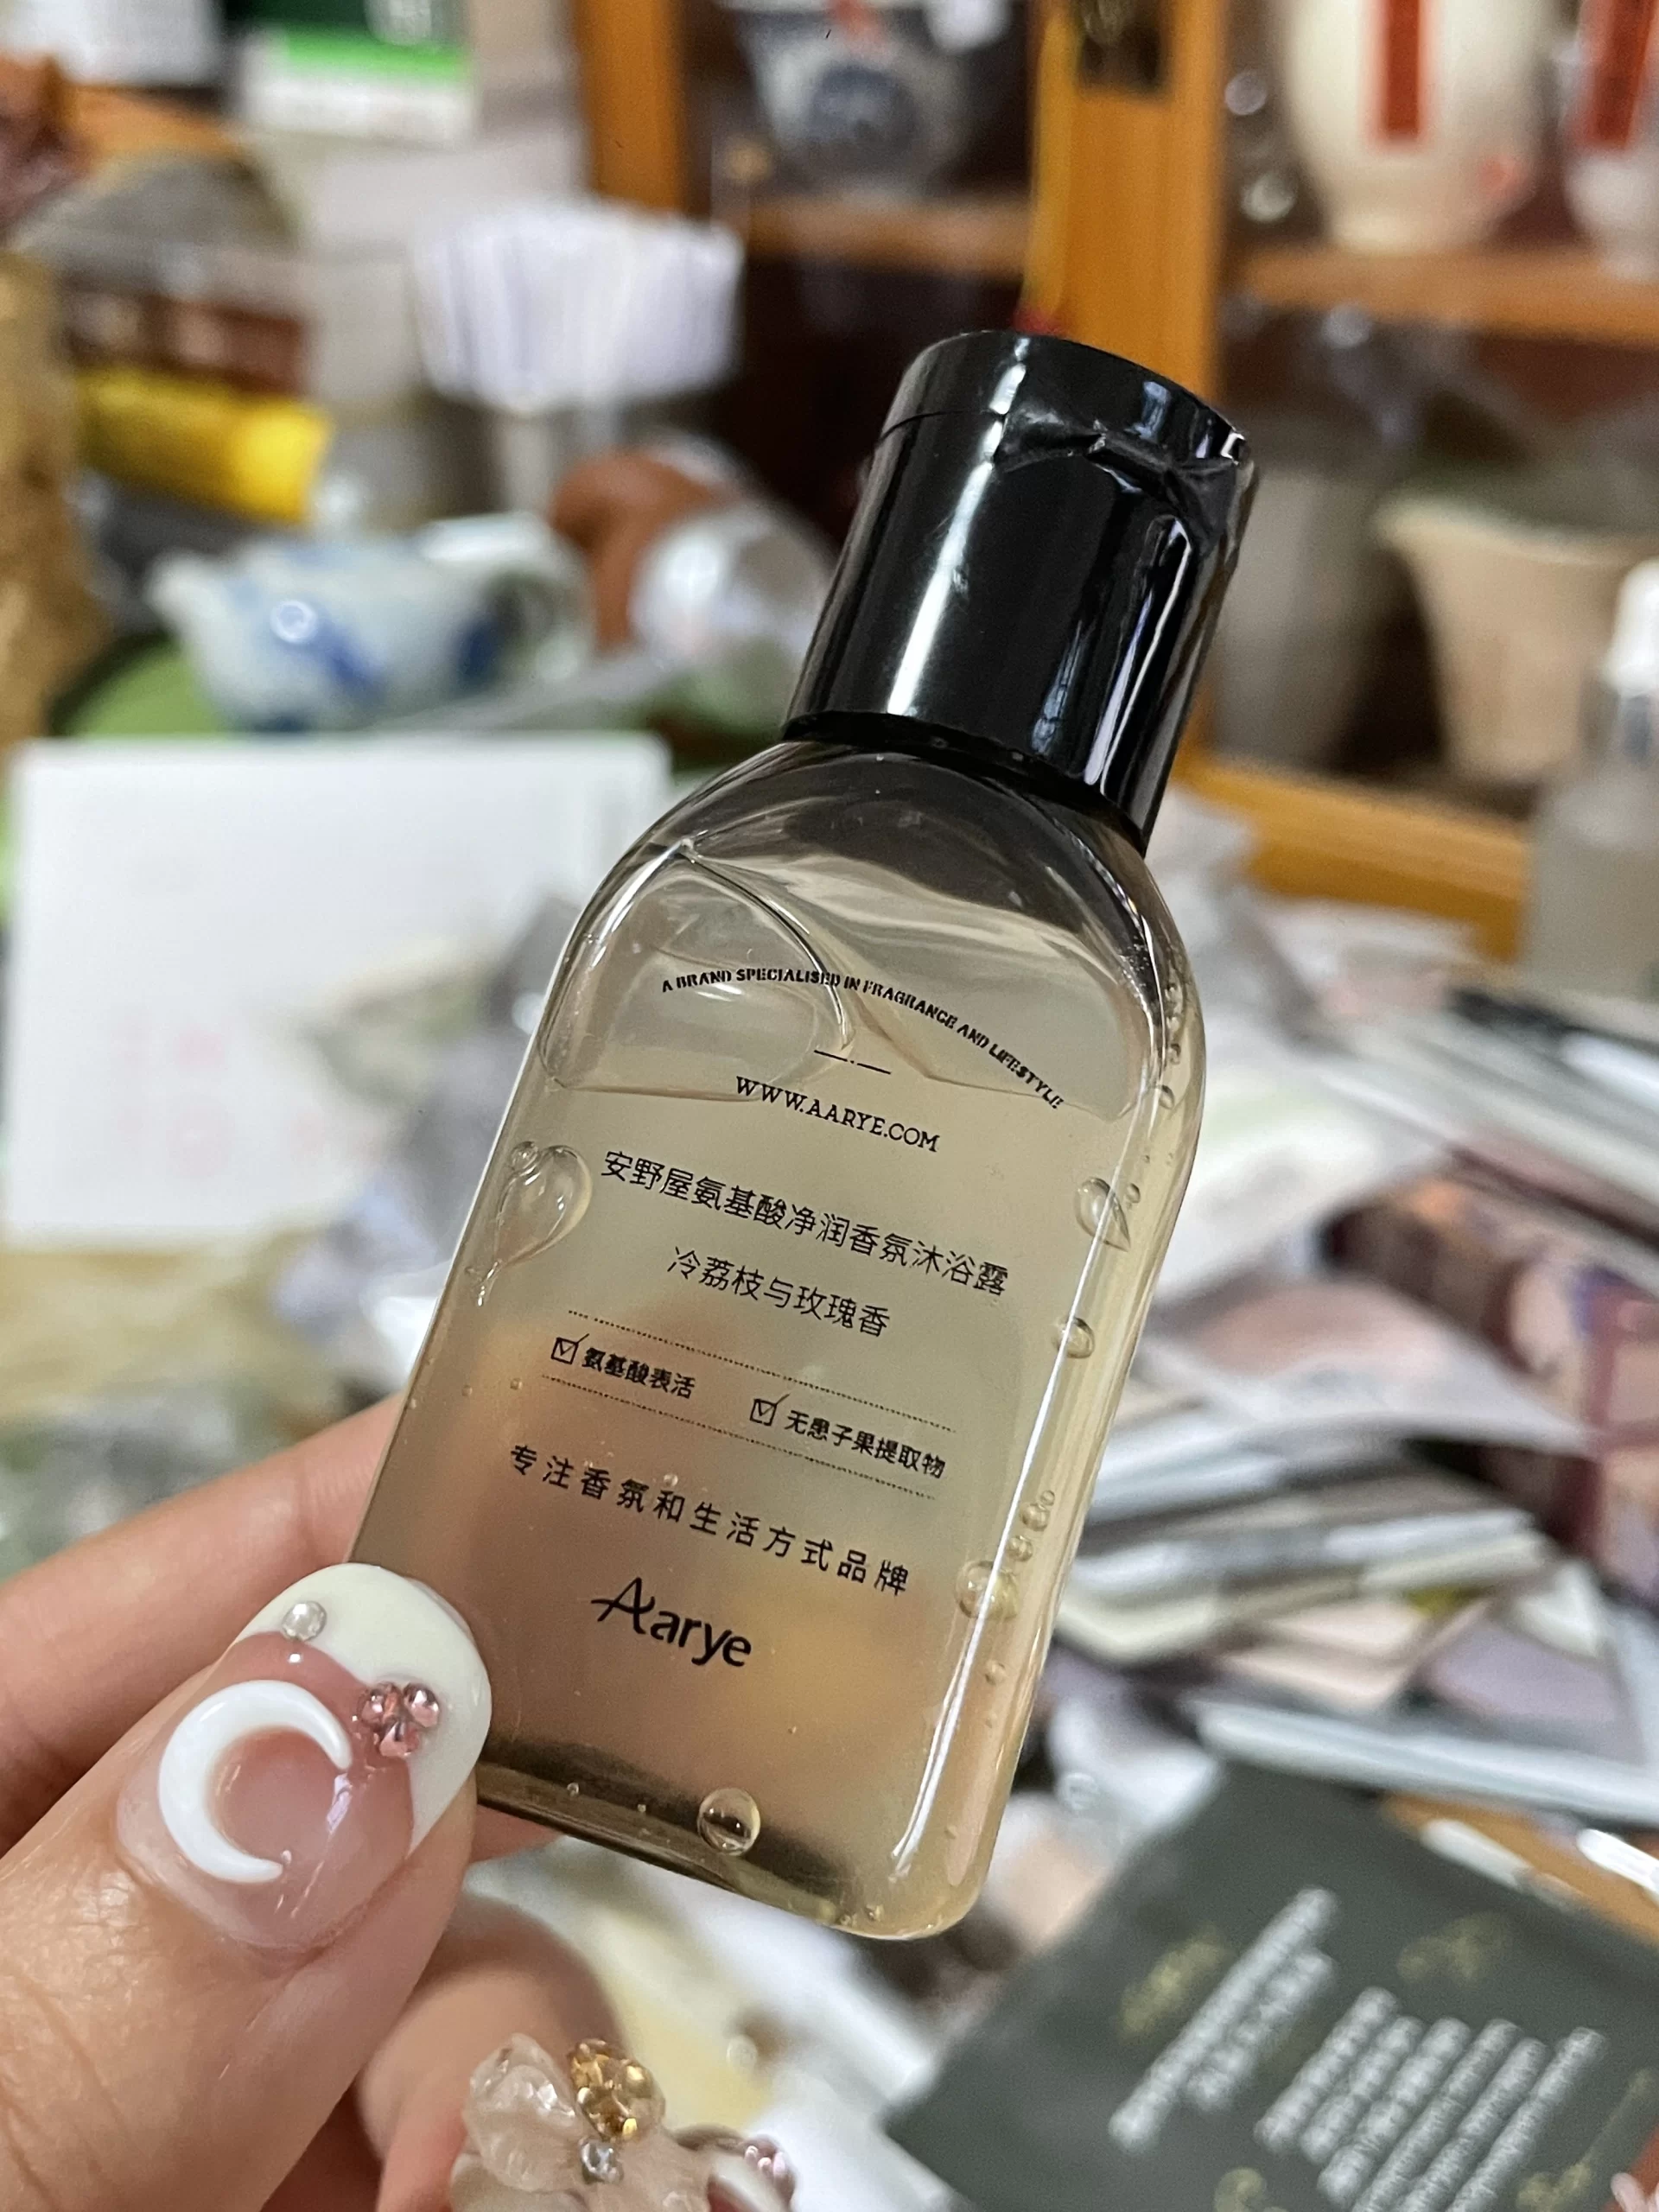 A BRAND SPECIALISED IN FRAGRANCE AND LIFESTYLE
WWW.AARYE.COM
安野屋氨基酸净润香氛沐浴露
冷荔枝与玫瑰香
氨基酸表活
无患子果提取物
专注香氛和生活方式品牌
Aarye